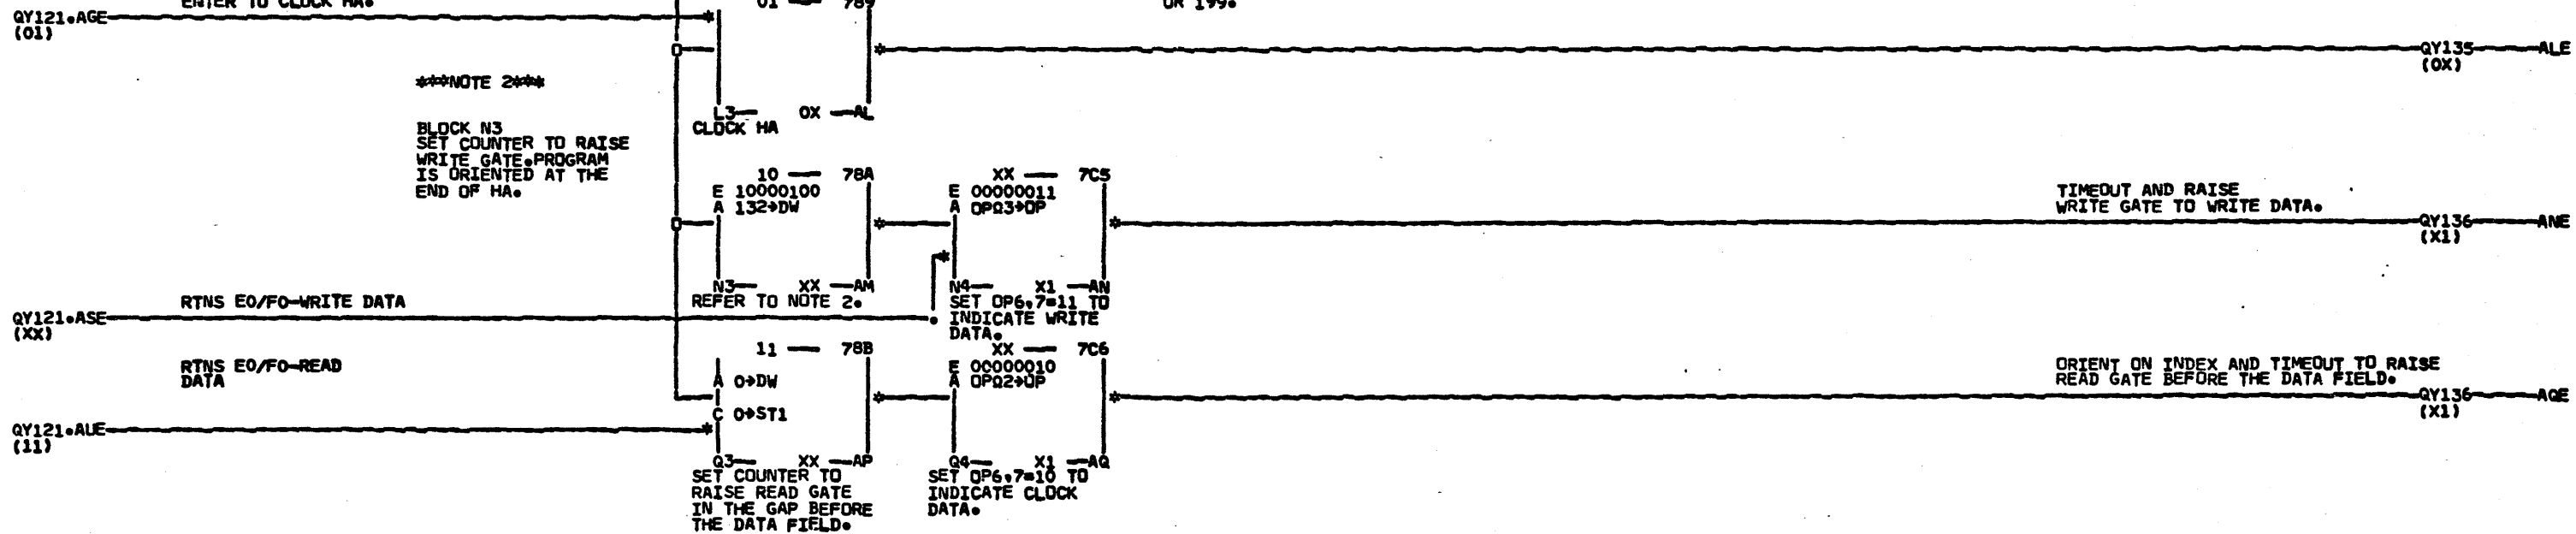 ENTER TO CLOCK HA.
01 — 789
OR 199.
QY121.AGE
(01)
QY135 ALE
(0X)
***NOTE 2***
L3— 0X —AL
CLOCK HA
BLOCK N3
SET COUNTER TO RAISE
WRITE GATE.PROGRAM
IS ORIENTED AT THE
END OF HA.
10 — 78A
E 10000100
A 132→DW
N3— XX —AM
REFER TO NOTE 2.
XX — 7C5
E 00000011
A OPΩ3→OP
N4— X1 —AN
SET OP6,7=11 TO
INDICATE WRITE
DATA.
TIMEOUT AND RAISE
WRITE GATE TO WRITE DATA.
QY136 ANE
(X1)
RTNS E0/F0-WRITE DATA
QY121.ASE
(XX)
RTNS E0/F0-READ
DATA
11 — 78B
A 0→DW
C 0→ST1
QY121.AUE
(11)
Q3— XX —AP
SET COUNTER TO
RAISE READ GATE
IN THE GAP BEFORE
THE DATA FIELD.
XX — 7C6
E 00000010
A OPΩ2→OP
Q4— X1 —AQ
SET OP6,7=10 TO
INDICATE CLOCK
DATA.
ORIENT ON INDEX AND TIMEOUT TO RAISE
READ GATE BEFORE THE DATA FIELD.
QY136 AQE
(X1)